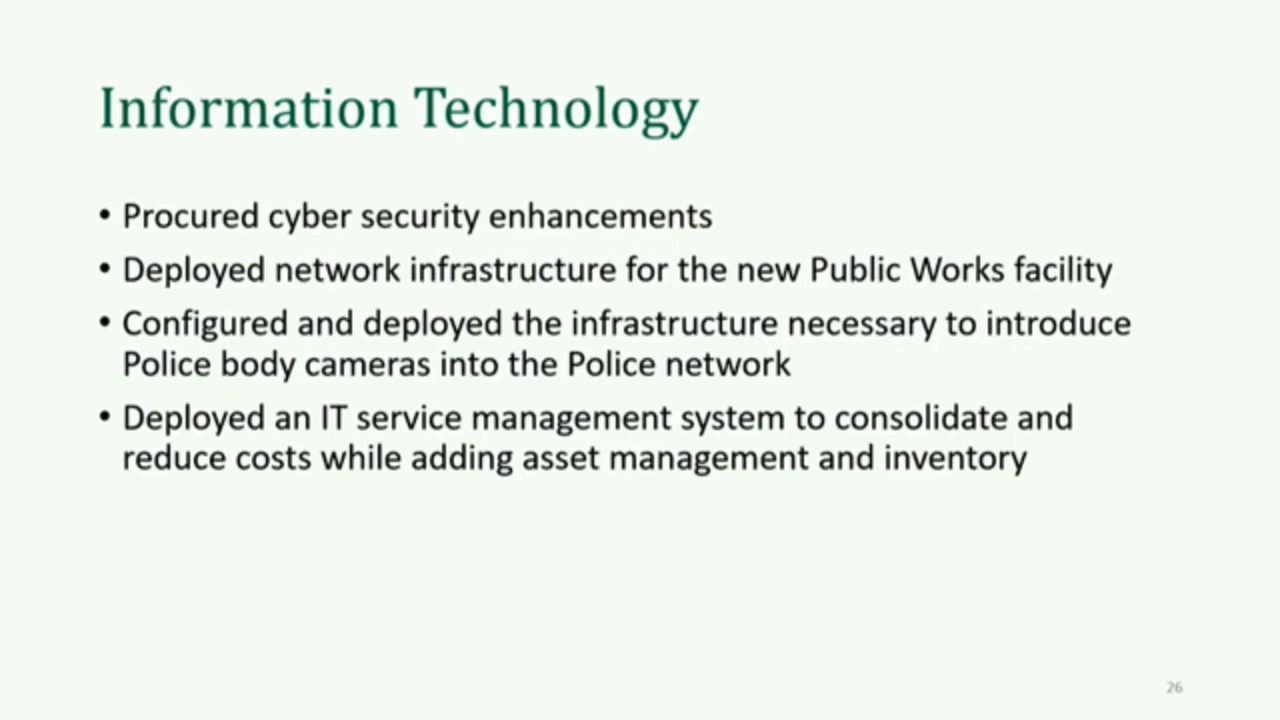 Information Technology
• Procured cyber security enhancements
• Deployed network infrastructure for the new Public Works facility
• Configured and deployed the infrastructure necessary to introduce
Police body cameras into the Police network
• Deployed an IT service management system to consolidate and
reduce costs while adding asset management and inventory
26